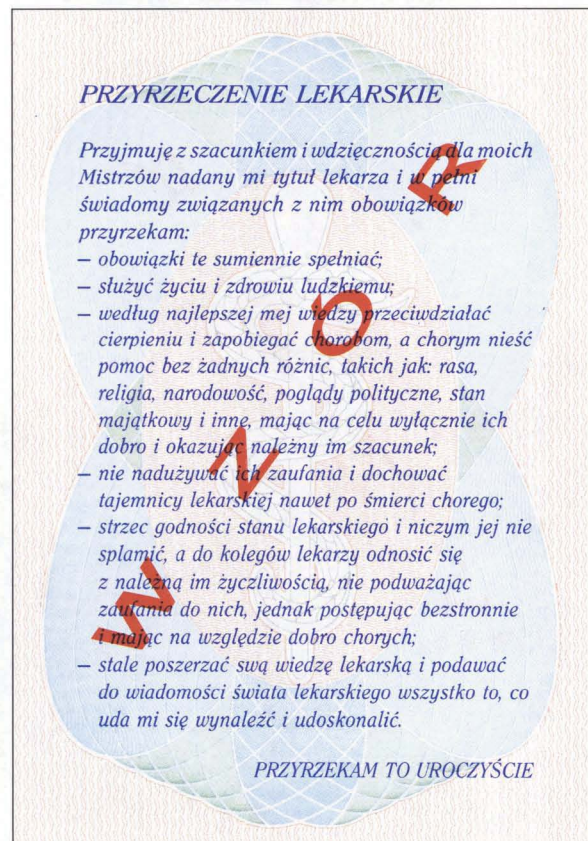 PRZYRZECZENIE LEKARSKIE
Przyjmuję z szacunkiem i wdzięcznością dla moich
Mistrzów nadany mi tytuł lekarza i w pełni
świadomy związanych z nim obowiązków
przyrzekam:
– obowiązki te sumiennie spełniać;
– służyć życiu i zdrowiu ludzkiemu;
– według najlepszej mej wiedzy przeciwdziałać
cierpieniu i zapobiegać chorobom, a chorym nieść
pomoc bez żadnych różnic, takich jak: rasa,
religia, narodowość, poglądy polityczne, stan
majątkowy i inne, mając na celu wyłącznie ich
dobro i okazując należny im szacunek;
– nie nadużywać ich zaufania i dochować
tajemnicy lekarskiej nawet po śmierci chorego;
– strzec godności stanu lekarskiego i niczym jej nie
splamić, a do kolegów lekarzy odnosić się
z należną im życzliwością, nie podważając
zaufania do nich, jednak postępując bezstronnie
i mając na względzie dobro chorych;
– stale poszerzać swą wiedzę lekarską i podawać
do wiadomości świata lekarskiego wszystko to, co
uda mi się wynaleźć i udoskonalić.
PRZYRZEKAM TO UROCZYŚCIE
WZÓR